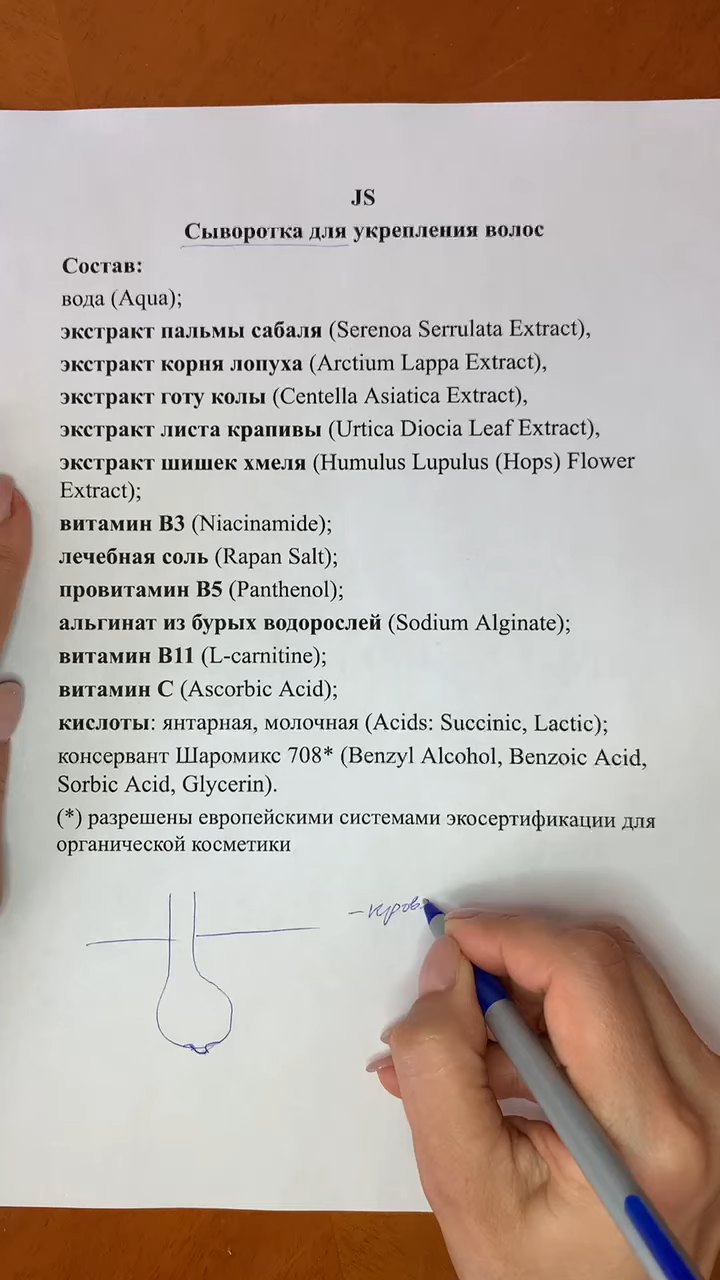 JS
Сыворотка для укрепления волос
Состав:
вода (Aqua);
экстракт пальмы сабаля (Serenoa Serrulata Extract),
экстракт корня лопуха (Arctium Lappa Extract),
экстракт готу колы (Centella Asiatica Extract),
экстракт листа крапивы (Urtica Diocia Leaf Extract),
экстракт шишек хмеля (Humulus Lupulus (Hops) Flower
Extract);
витамин В3 (Niacinamide);
лечебная соль (Rapan Salt);
провитамин В5 (Panthenol);
альгинат из бурых водорослей (Sodium Alginate);
витамин В11 (L-carnitine);
витамин С (Ascorbic Acid);
кислоты: янтарная, молочная (Acids: Succinic, Lactic);
консервант Шаромикс 708* (Benzyl Alcohol, Benzoic Acid,
Sorbic Acid, Glycerin).
(*) разрешены европейскими системами экосертификации для
органической косметики
- кров